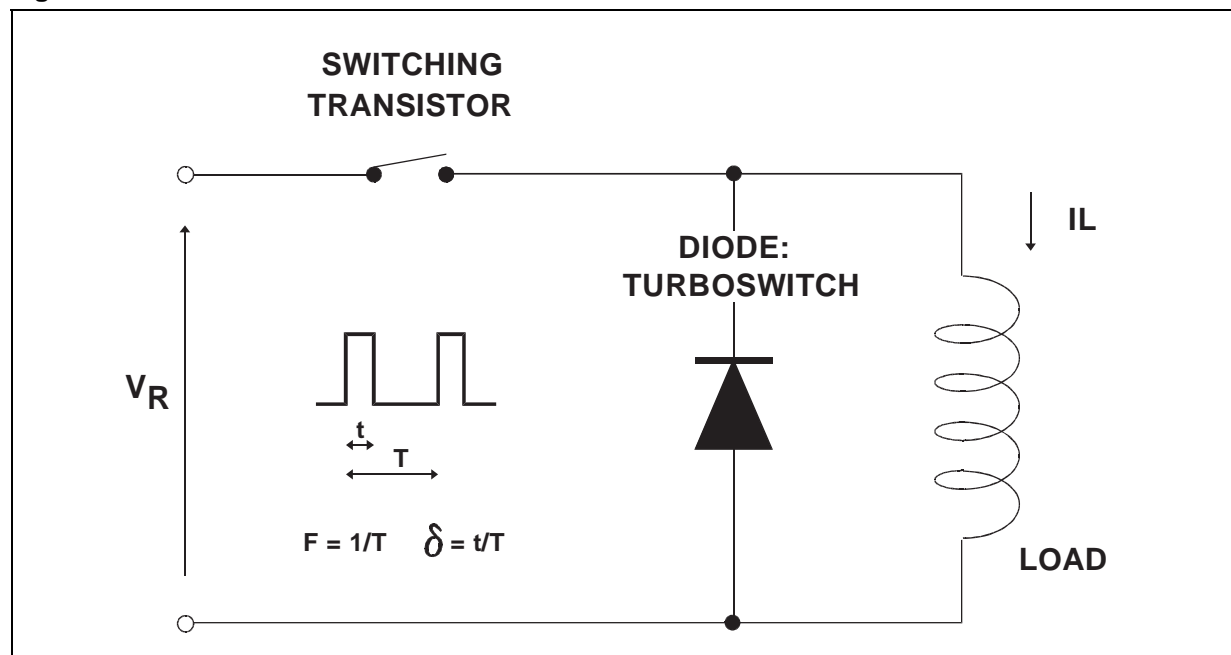 SWITCHING
TRANSISTOR
IL
DIODE:
TURBOSWITCH
VR
t
T
F = 1/T δ = t/T
LOAD